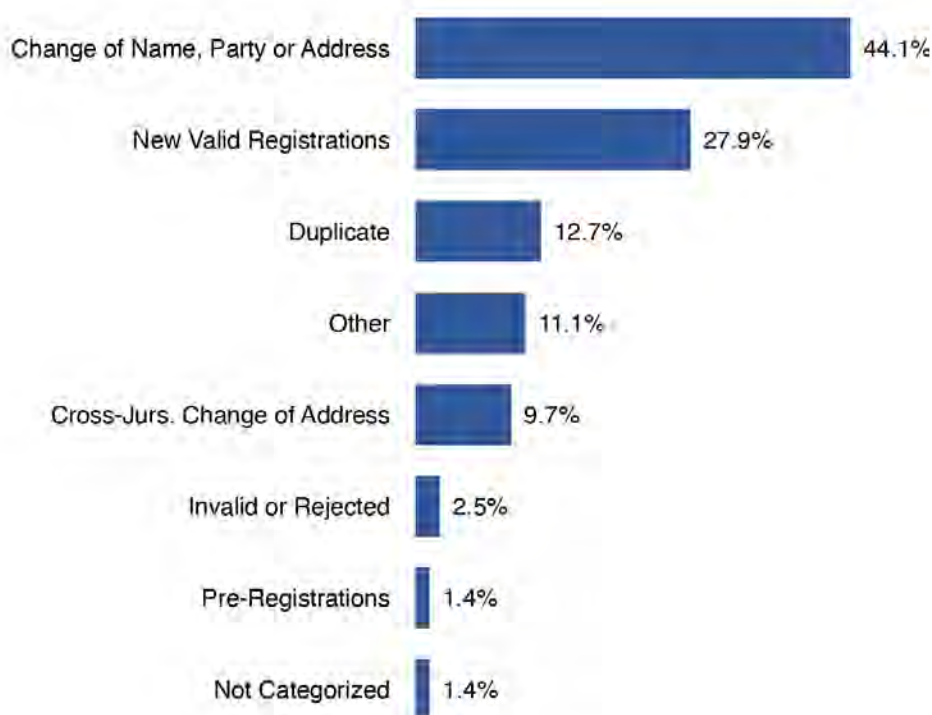 Change of Name, Party or Address 44.1%
New Valid Registrations 27.9%
Duplicate 12.7%
Other 11.1%
Cross-Jurs. Change of Address 9.7%
Invalid or Rejected 2.5%
Pre-Registrations 1.4%
Not Categorized 1.4%